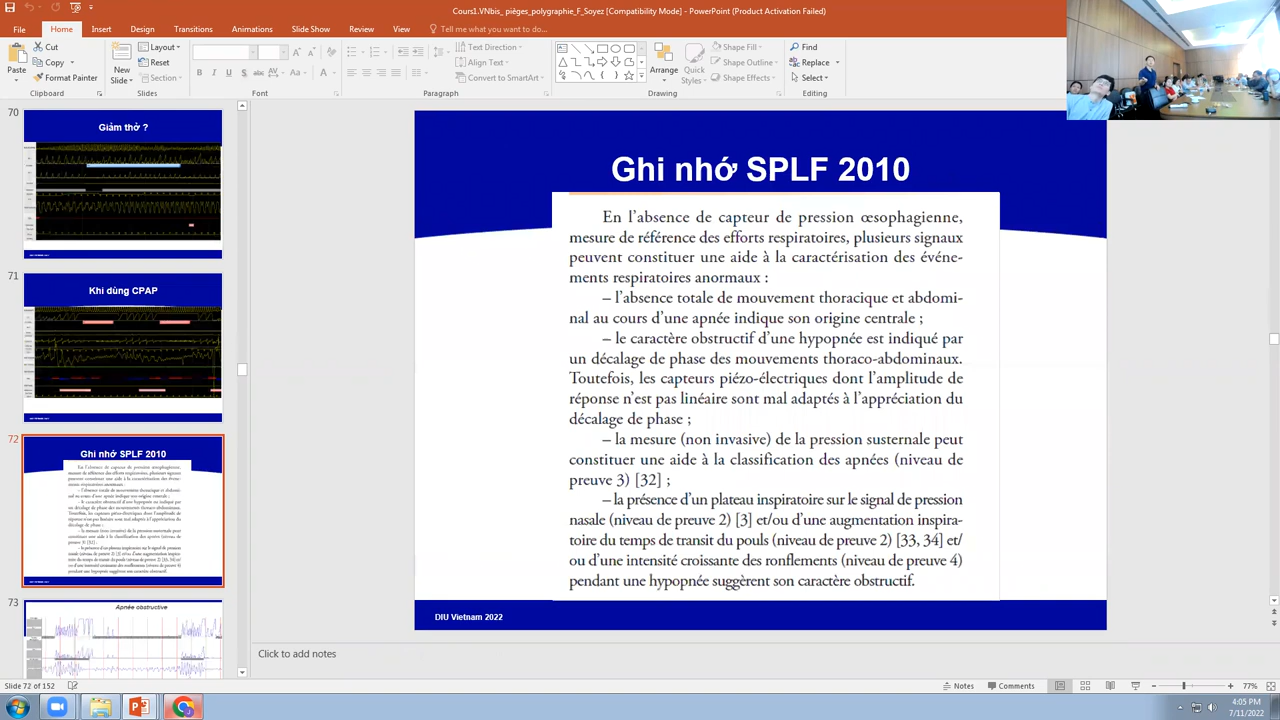 Cours1.VNbis_ pièges_polygraphie_F_Soyez [Compatibility Mode] - PowerPoint (Product Activation Failed)
File Home Insert Design Transitions Animations Slide Show Review View Tell me what you want to do...
Paste Cut Copy Format Painter Clipboard
New Slide Layout Reset Section Slides
Font
Text Direction Align Text Convert to SmartArt Paragraph
Arrange Quick Styles Shape Fill Shape Outline Shape Effects Drawing
Find Replace Select Editing
70
Giảm thở ?
71
Khi dùng CPAP
72
Ghi nhớ SPLF 2010
73
Apnée obstructive
Ghi nhớ SPLF 2010
En l'absence de capteur de pression œsophagienne,
mesure de référence des efforts respiratoires, plusieurs signaux
peuvent constituer une aide à la caractérisation des événe-
ments respiratoires anormaux :
– l'absence totale de mouvement thoracique et abdomi-
nal au cours d'une apnée indique son origine centrale ;
– le caractère obstructif d'une hypopnée est indiqué par
un décalage de phase des mouvements thoraco-abdominaux.
Toutefois, les capteurs piézo-électriques dont l'amplitude de
réponse n'est pas linéaire sont mal adaptés à l'appréciation du
décalage de phase ;
– la mesure (non invasive) de la pression susternale peut
constituer une aide à la classification des apnées (niveau de
preuve 3) [32] ;
– la présence d'un plateau inspiratoire sur le signal de pression
nasale (niveau de preuve 2) [3] et/ou d'une augmentation inspira-
toire du temps de transit du pouls (niveau de preuve 2) [33, 34] et/
ou d'une intensité croissante des ronflements (niveau de preuve 4)
pendant une hypopnée suggèrent son caractère obstructif.
DIU Vietnam 2022
Click to add notes
Slide 72 of 152
Notes Comments 77%
4:05 PM
7/11/2022